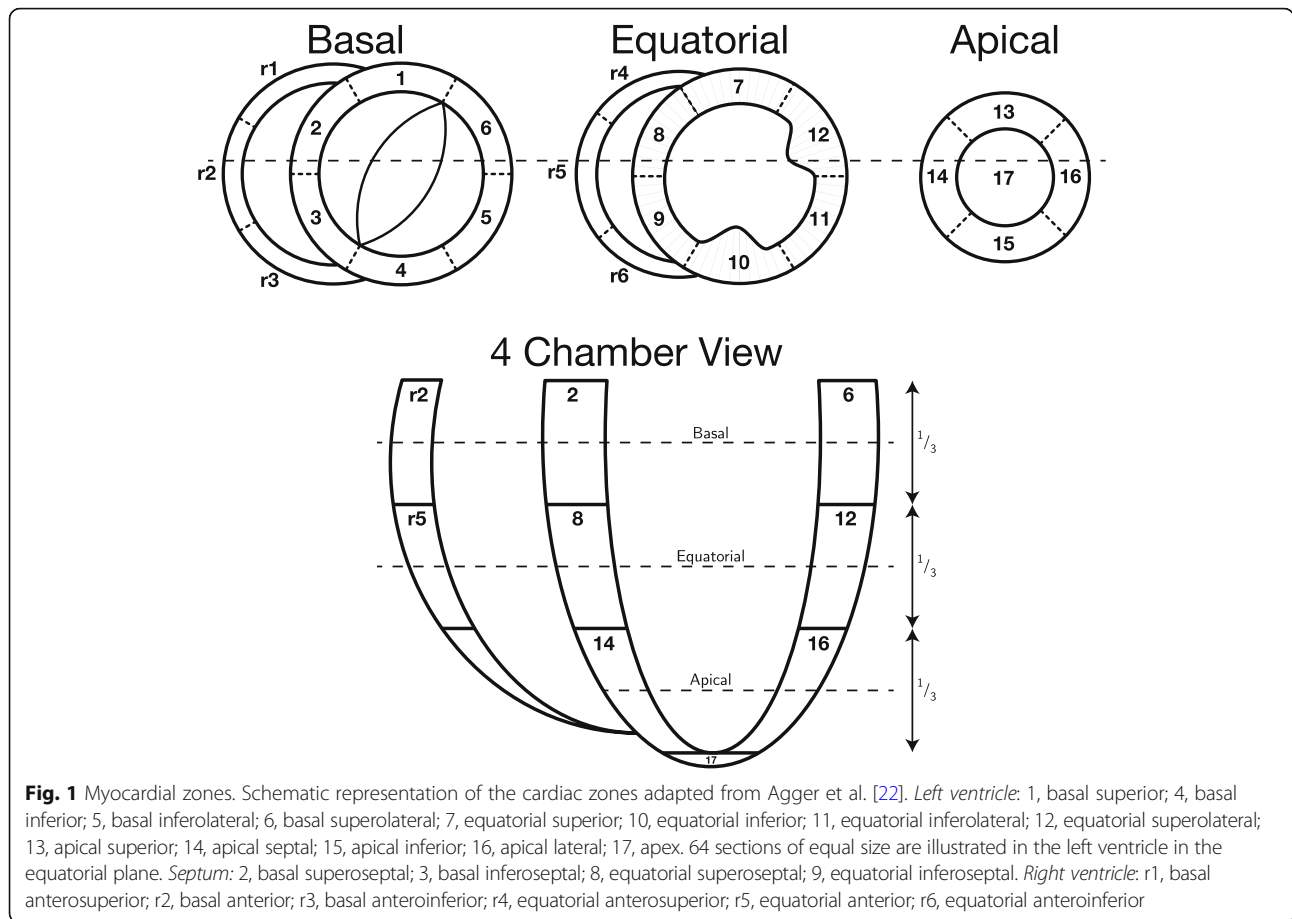 Basal
Equatorial
Apical
r1
1
2
6
r2
3
5
r3
4
r4
7
8
12
r5
9
11
r6
10
13
14
17
16
15
4 Chamber View
r2
2
6
Basal
1/3
r5
8
12
Equatorial
1/3
14
16
Apical
1/3
17
Fig. 1 Myocardial zones. Schematic representation of the cardiac zones adapted from Agger et al. [22]. Left ventricle: 1, basal superior; 4, basal
inferior; 5, basal inferolateral; 6, basal superolateral; 7, equatorial superior; 10, equatorial inferior; 11, equatorial inferolateral; 12, equatorial superolateral;
13, apical superior; 14, apical septal; 15, apical inferior; 16, apical lateral; 17, apex. 64 sections of equal size are illustrated in the left ventricle in the
equatorial plane. Septum: 2, basal superoseptal; 3, basal inferoseptal; 8, equatorial superoseptal; 9, equatorial inferoseptal. Right ventricle: r1, basal
anterosuperior; r2, basal anterior; r3, basal anteroinferior; r4, equatorial anterosuperior; r5, equatorial anterior; r6, equatorial anteroinferior